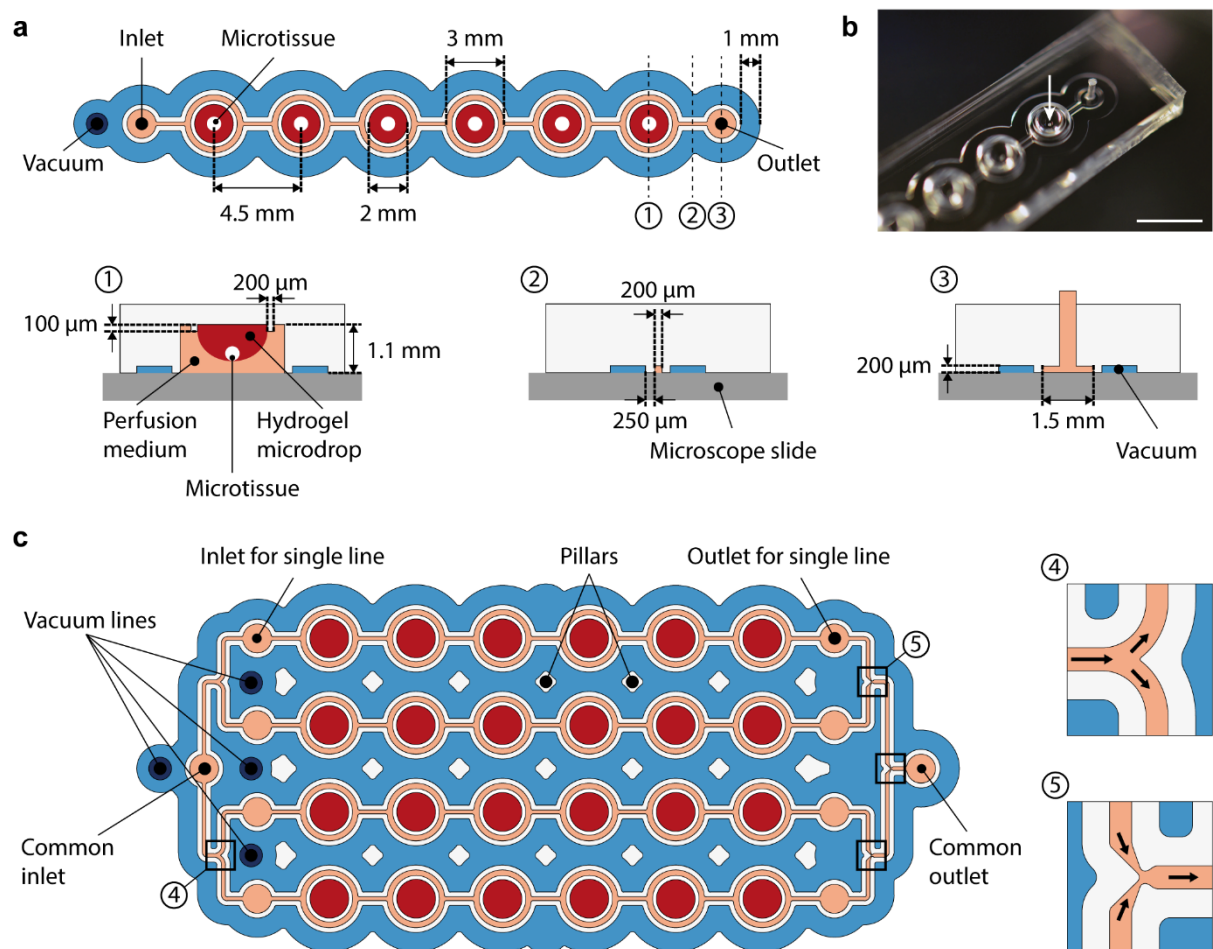 a
Inlet
Microtissue
3 mm
1 mm
b
Vacuum
Outlet
4.5 mm
2 mm
①
②
③
①
200 µm
100 µm
1.1 mm
Perfusion
medium
Hydrogel
microdrop
Microtissue
②
200 µm
250 µm
Microscope slide
③
200 µm
1.5 mm
Vacuum
c
Inlet for single line
Pillars
Outlet for single line
Vacuum lines
⑤
Common
inlet
④
Common
outlet
④
⑤